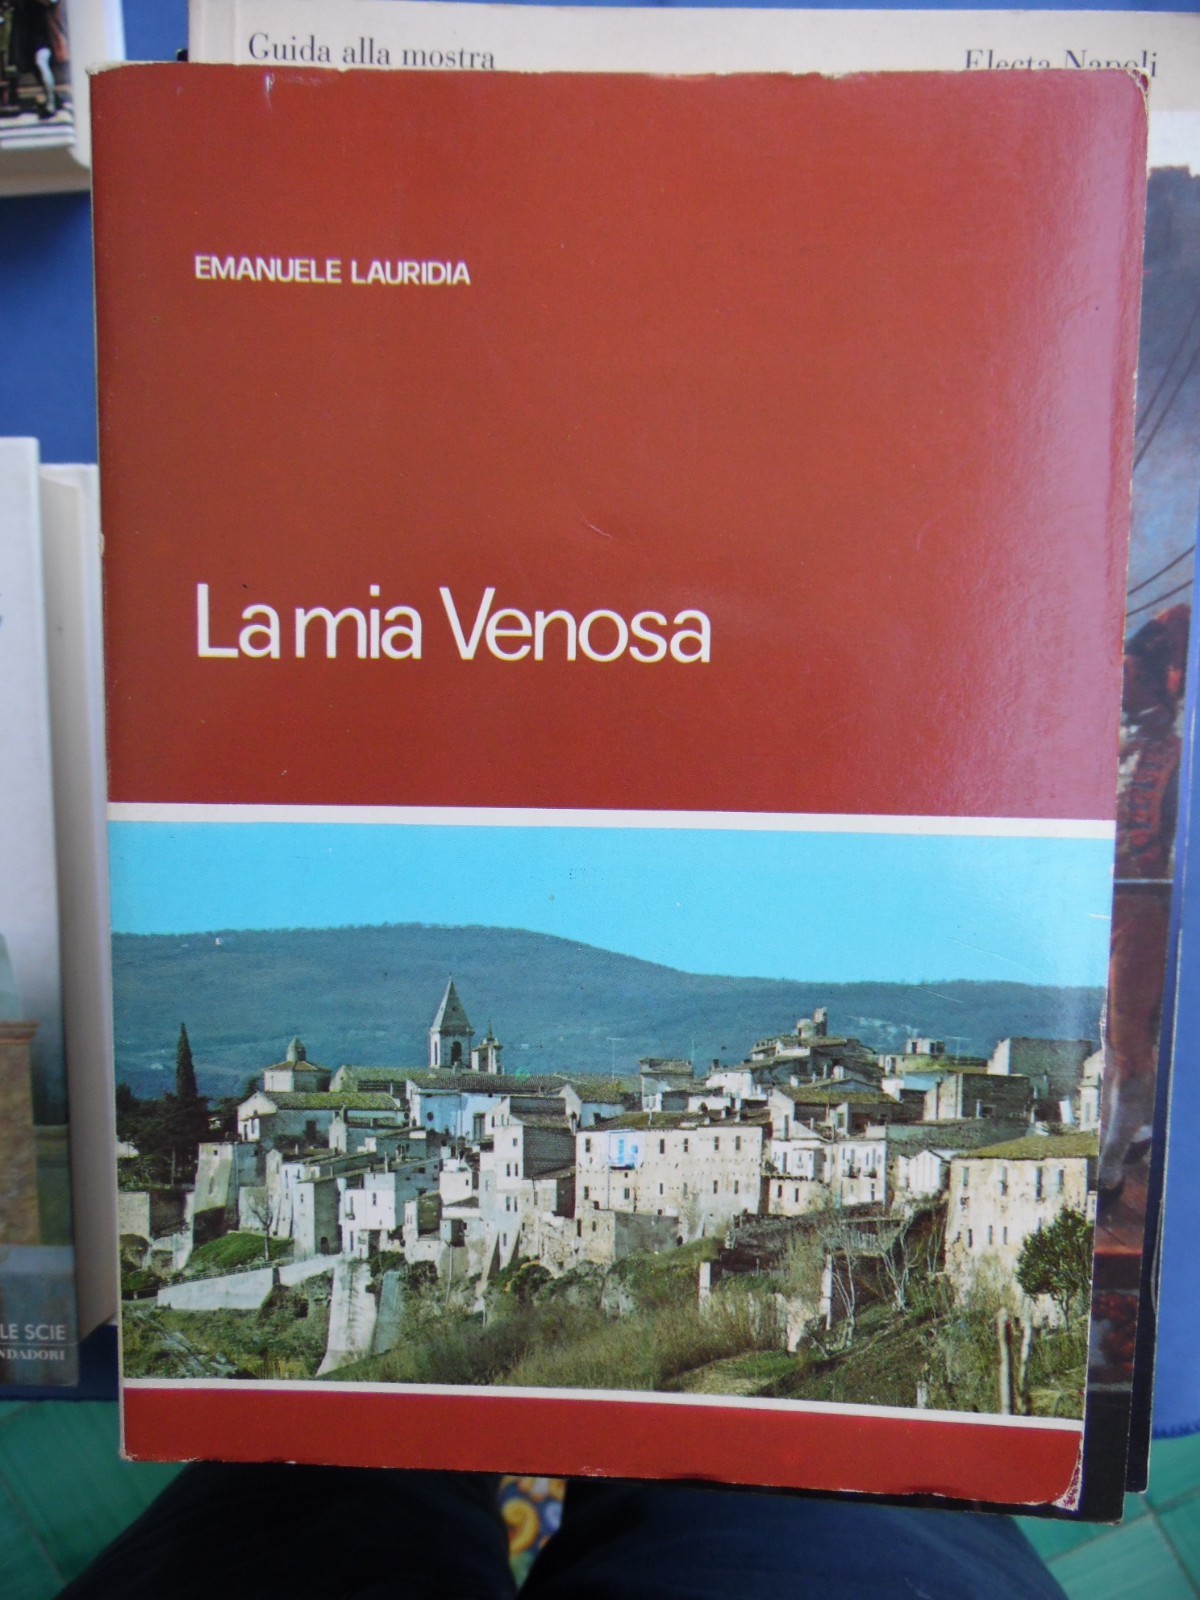 Guida alla mostra
Electa Napoli
EMANUELE LAURIDIA
La mia Venosa
LE SCIE